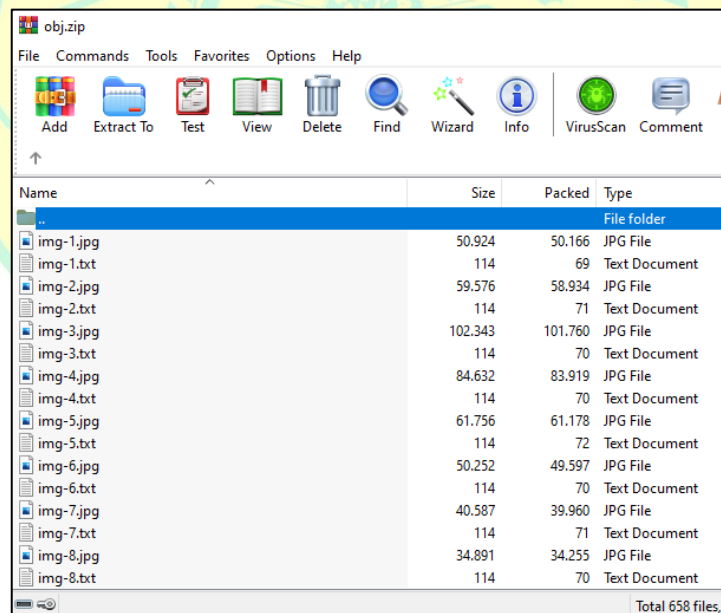 obj.zip
File Commands Tools Favorites Options Help
Add Extract To Test View Delete Find Wizard Info VirusScan Comment
Name Size Packed Type
.. File folder
img-1.jpg 50.924 50.166 JPG File
img-1.txt 114 69 Text Document
img-2.jpg 59.576 58.934 JPG File
img-2.txt 114 71 Text Document
img-3.jpg 102.343 101.760 JPG File
img-3.txt 114 70 Text Document
img-4.jpg 84.632 83.919 JPG File
img-4.txt 114 70 Text Document
img-5.jpg 61.756 61.178 JPG File
img-5.txt 114 72 Text Document
img-6.jpg 50.252 49.597 JPG File
img-6.txt 114 70 Text Document
img-7.jpg 40.587 39.960 JPG File
img-7.txt 114 71 Text Document
img-8.jpg 34.891 34.255 JPG File
img-8.txt 114 70 Text Document
Total 658 files,